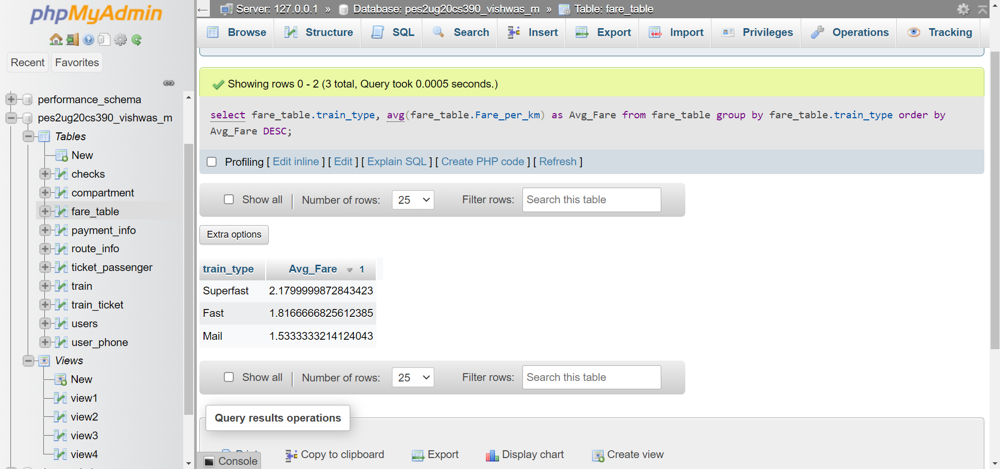 phpMyAdmin
Recent
Favorites
performance_schema
pes2ug20cs390_vishwas_m
Tables
New
checks
compartment
fare_table
payment_info
route_info
ticket_passenger
train
train_ticket
users
user_phone
Views
New
view1
view2
view3
view4
Server: 127.0.0.1 » Database: pes2ug20cs390_vishwas_m » Table: fare_table
Browse Structure SQL Search Insert Export Import Privileges Operations Tracking
Showing rows 0 - 2 (3 total, Query took 0.0005 seconds.)
select fare_table.train_type, avg(fare_table.Fare_per_km) as Avg_Fare from fare_table group by fare_table.train_type order by
Avg_Fare DESC;
Profiling [ Edit inline ] [ Edit ] [ Explain SQL ] [ Create PHP code ] [ Refresh ]
Show all | Number of rows: 25 Filter rows: Search this table
Extra options
train_type Avg_Fare 1
Superfast 2.1799999872843423
Fast 1.8166666825612385
Mail 1.5333333214124043
Show all | Number of rows: 25 Filter rows: Search this table
Query results operations
Copy to clipboard Export Display chart Create view
Console